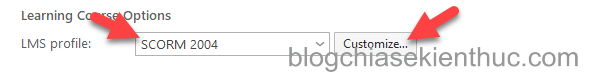 Learning Course Options
LMS profile: SCORM 2004 Customize...
blogchiasekienthuc.com